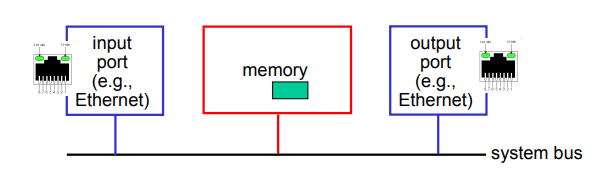 input
port
(e.g.,
Ethernet)
memory
output
port
(e.g.,
Ethernet)
system bus